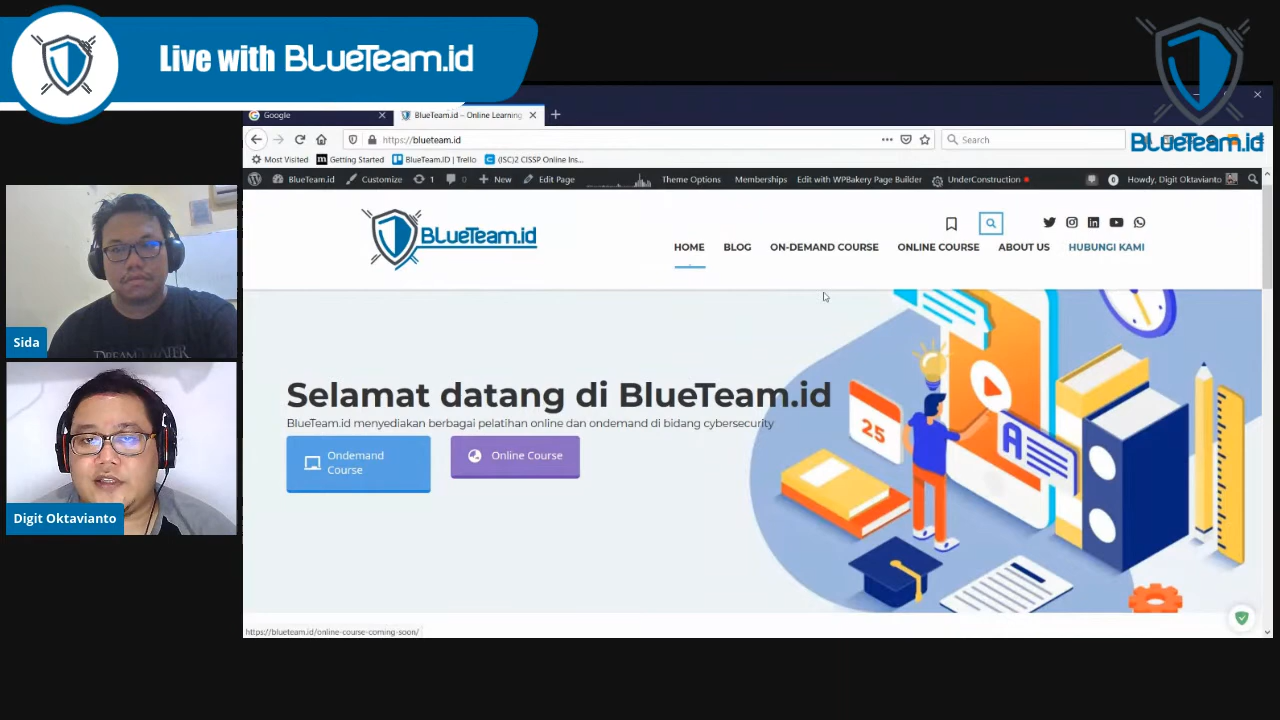 Live with BLueTeam.id
BLueTeam.id
Google
BlueTeam.id – Online Learning
https://blueteam.id
Search
Most Visited
Getting Started
BlueTeam.ID | Trello
(ISC)2 CISSP Online Ins...
BlueTeam.id
Customize
1
0
New
Edit Page
Theme Options
Memberships
Edit with WPBakery Page Builder
UnderConstruction
0
Howdy, Digit Oktavianto
BLueTeam.id
HOME
BLOG
ON-DEMAND COURSE
ONLINE COURSE
ABOUT US
HUBUNGI KAMI
Selamat datang di BlueTeam.id
BlueTeam.id menyediakan berbagai pelatihan online dan ondemand di bidang cybersecurity
Ondemand
Course
Online Course
25
A
https://blueteam.id/online-course-coming-soon/
Sida
DREAM THEATER
Digit Oktavianto